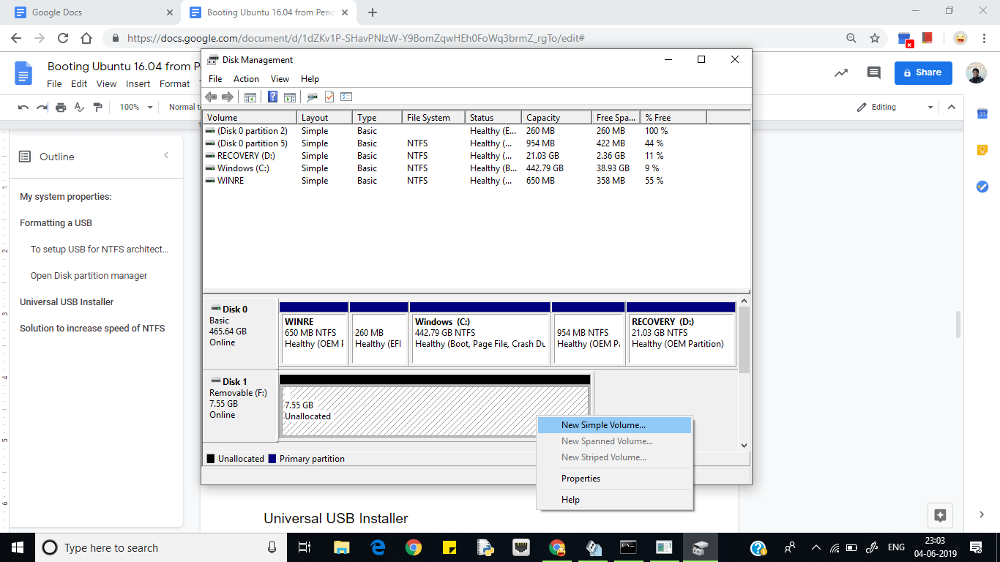 Google Docs
Booting Ubuntu 16.04 from Pend
https://docs.google.com/document/d/1dZKv1P-SHavPNIzW-Y9BomZqwHEh0FoWq3brmZ_rgTo/edit#
Booting Ubuntu 16.04 from Pe
File Edit View Insert Format
Share
100%
Normal t
Editing
Disk Management
File Action View Help
Volume Layout Type File System Status Capacity Free Spa... % Free
(Disk 0 partition 2) Simple Basic Healthy (E... 260 MB 260 MB 100 %
(Disk 0 partition 5) Simple Basic NTFS Healthy (... 954 MB 422 MB 44 %
RECOVERY (D:) Simple Basic NTFS Healthy (... 21.03 GB 2.36 GB 11 %
Windows (C:) Simple Basic NTFS Healthy (B... 442.79 GB 38.93 GB 9 %
WINRE Simple Basic NTFS Healthy (... 650 MB 358 MB 55 %
Outline
My system properties:
Formatting a USB
To setup USB for NTFS architect...
Open Disk partition manager
Universal USB Installer
Solution to increase speed of NTFS
Disk 0
Basic
465.64 GB
Online
WINRE
650 MB NTFS
Healthy (OEM P
260 MB
Healthy (EFI
Windows (C:)
442.79 GB NTFS
Healthy (Boot, Page File, Crash Du
954 MB NTFS
Healthy (OEM Pa
RECOVERY (D:)
21.03 GB NTFS
Healthy (OEM Partition)
Disk 1
Removable (F:)
7.55 GB
Online
7.55 GB
Unallocated
New Simple Volume...
New Spanned Volume...
New Striped Volume...
Properties
Help
Unallocated Primary partition
Universal USB Installer
Type here to search
ENG
23:03
04-06-2019